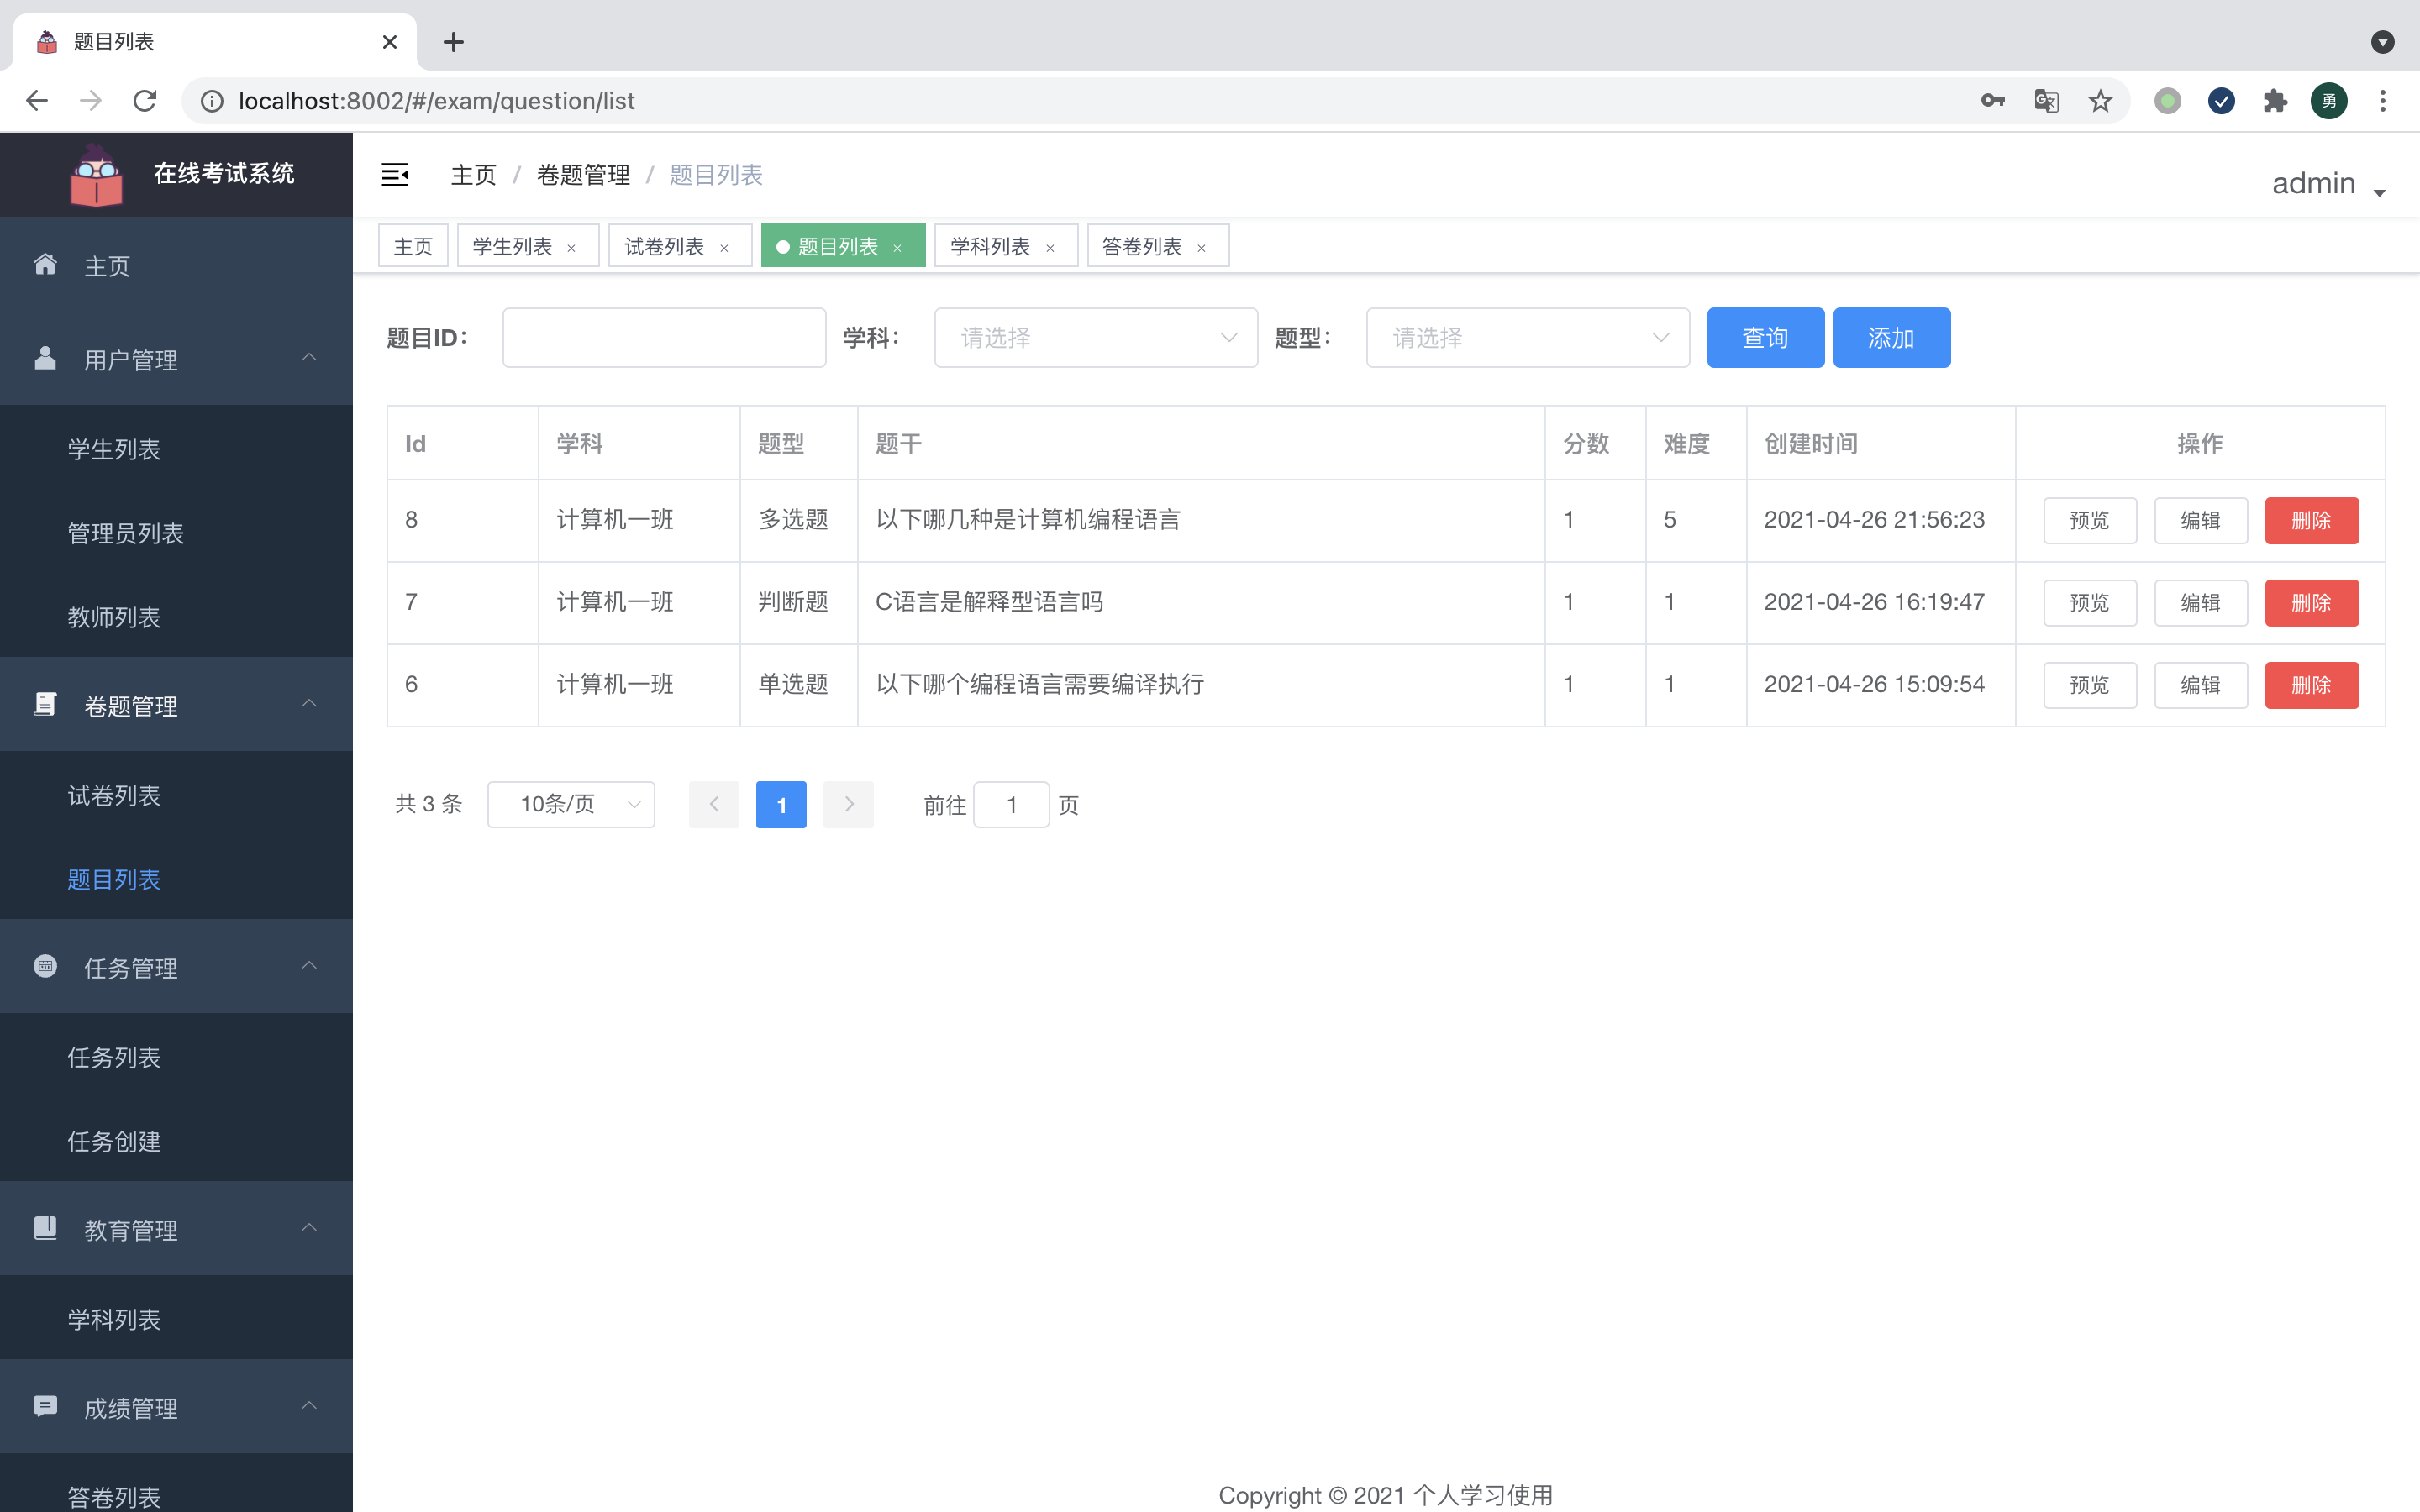 题目列表
localhost:8002/#/exam/question/list
勇
在线考试系统
主页 / 卷题管理 / 题目列表
admin
主页
学生列表 ×
试卷列表 ×
题目列表 ×
学科列表 ×
答卷列表 ×
主页
用户管理
学生列表
管理员列表
教师列表
卷题管理
试卷列表
题目列表
任务管理
任务列表
任务创建
教育管理
学科列表
成绩管理
答卷列表
题目ID： 学科： 请选择 题型： 请选择 查询 添加
Id 学科 题型 题干 分数 难度 创建时间 操作
8 计算机一班 多选题 以下哪几种是计算机编程语言 1 5 2021-04-26 21:56:23 预览 编辑 删除
7 计算机一班 判断题 C语言是解释型语言吗 1 1 2021-04-26 16:19:47 预览 编辑 删除
6 计算机一班 单选题 以下哪个编程语言需要编译执行 1 1 2021-04-26 15:09:54 预览 编辑 删除
共 3 条 10条/页 1 前往 1 页
Copyright © 2021 个人学习使用